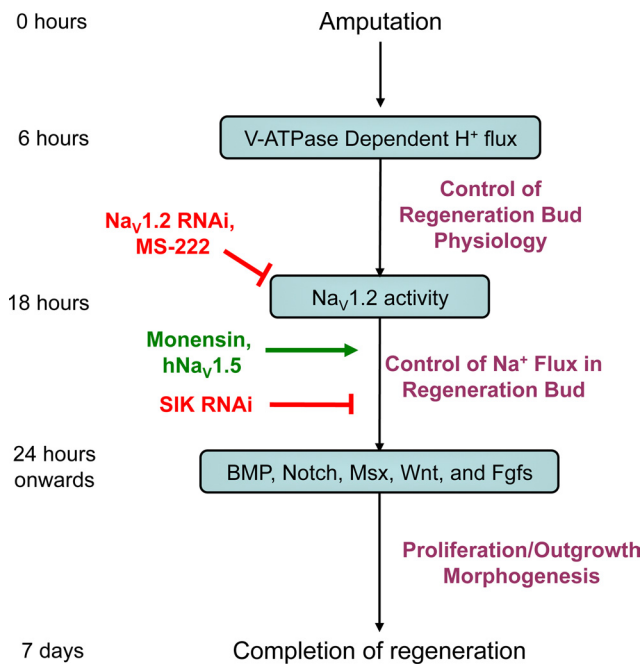 0 hours
Amputation
6 hours
V-ATPase Dependent H⁺ flux
Control of
Regeneration Bud
Physiology
Naᵥ1.2 RNAi,
MS-222
18 hours
Naᵥ1.2 activity
Monensin,
hNaᵥ1.5
Control of Na⁺ Flux in
Regeneration Bud
SIK RNAi
24 hours
onwards
BMP, Notch, Msx, Wnt, and Fgfs
Proliferation/Outgrowth
Morphogenesis
7 days
Completion of regeneration